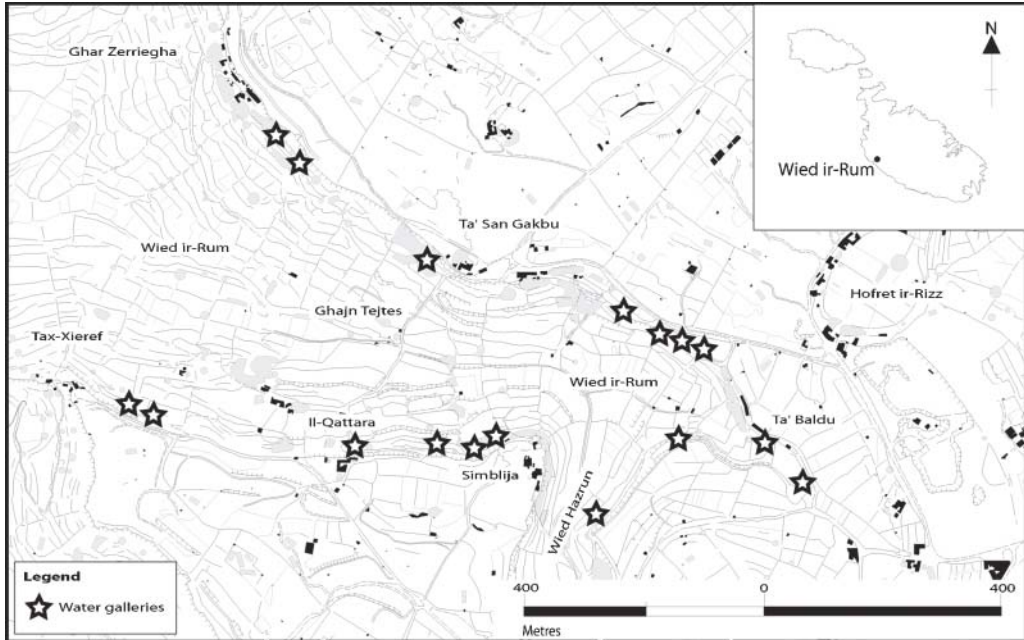 N
Ghar Zerriegha
Wied ir-Rum
Ta' San Gakbu
Wied ir-Rum
Hofret ir-Rizz
Ghajn Tejtes
Tax-Xieref
Wied ir-Rum
Il-Qattara
Ta' Baldu
Simblija
Wied Hazrun
Legend
Water galleries
400
0
400
Metres